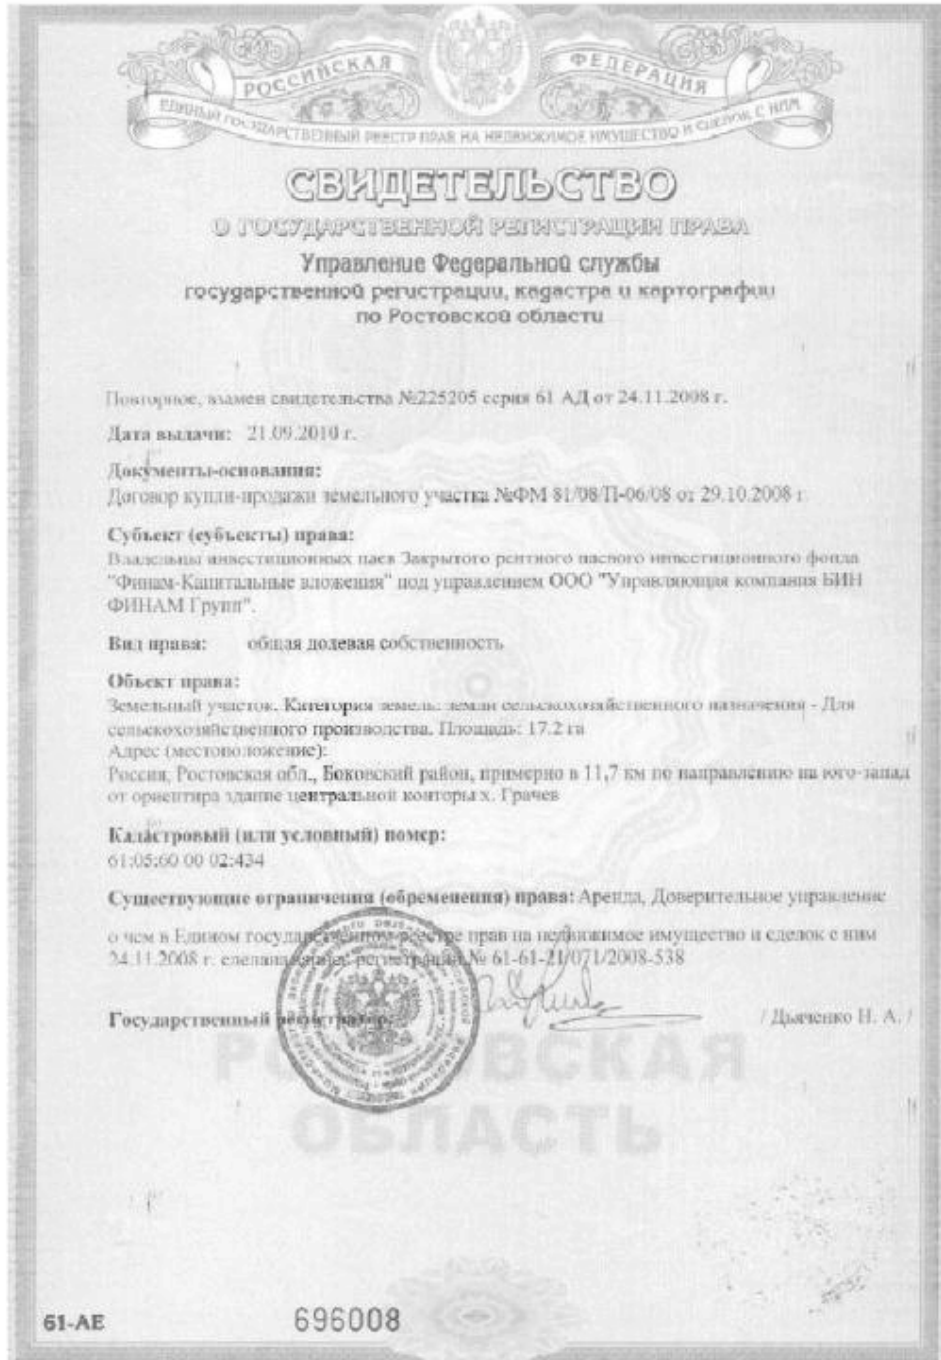 РОССИЙСКАЯ ФЕДЕРАЦИЯ
ЕДИНЫЙ ГОСУДАРСТВЕННЫЙ РЕЕСТР ПРАВ НА НЕДВИЖИМОЕ ИМУЩЕСТВО И СДЕЛОК С НИМ
СВИДЕТЕЛЬСТВО
О ГОСУДАРСТВЕННОЙ РЕГИСТРАЦИИ ПРАВА
Управление Федеральной службы
государственной регистрации, кадастра и картографии
по Ростовской области
Повторное, взамен свидетельства №225205 серия 61 АД от 24.11.2008 г.
Дата выдачи: 21.09.2010 г.
Документы-основания:
Договор купли-продажи земельного участка №ФМ 81/08/П-06/08 от 29.10.2008 г
Субъект (субъекты) права:
Владельцы инвестиционных паев Закрытого рентного паевого инвестиционного фонда
"Финам-Капитальные вложения" под управлением ООО "Управляющая компания БИН
ФИНАМ Групп".
Вид права: общая долевая собственность
Объект права:
Земельный участок. Категория земель: земли сельскохозяйственного назначения - Для
сельскохозяйственного производства. Площадь: 17.2 га
Адрес (местоположение):
Россия, Ростовская обл., Боковский район, примерно в 11,7 км по направлению на юго-запад
от ориентира здание центральной конторы х. Грачев
Кадастровый (или условный) номер:
61:05:60 00 02:434
Существующие ограничения (обременения) права: Аренда, Доверительное управление
о чем в Едином государственном реестре прав на недвижимое имущество и сделок с ним
24.11.2008 г. сделана запись регистрации № 61-61-21/071/2008-538
Государственный регистратор / Дьяченко Н. А. /
РОСТОВСКАЯ
ОБЛАСТЬ
61-АЕ 696008